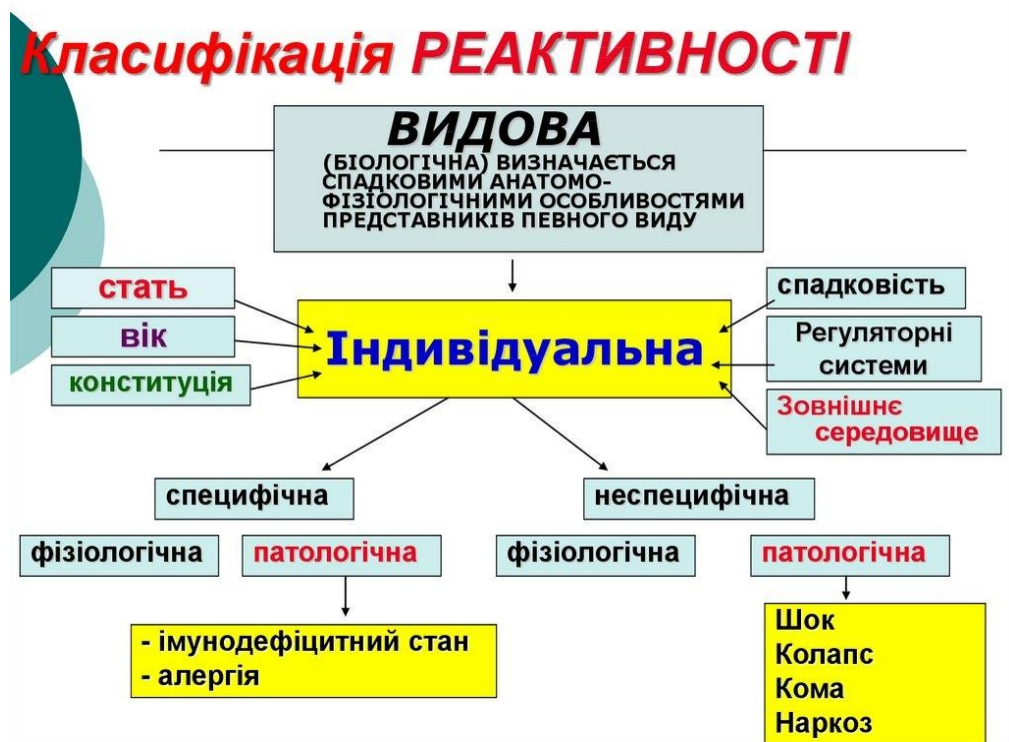 Класифікація РЕАКТИВНОСТІ
ВИДОВА
(БІОЛОГІЧНА) ВИЗНАЧАЄТЬСЯ
СПАДКОВИМИ АНАТОМО-
ФІЗІОЛОГІЧНИМИ ОСОБЛИВОСТЯМИ
ПРЕДСТАВНИКІВ ПЕВНОГО ВИДУ
стать
вік
конституція
Індивідуальна
спадковість
Регуляторні
системи
Зовнішнє
середовище
специфічна
неспецифічна
фізіологічна
патологічна
фізіологічна
патологічна
- імунодефіцитний стан
- алергія
Шок
Колапс
Кома
Наркоз